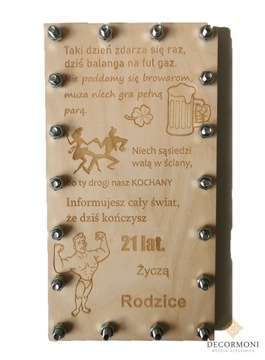 Taki dzień zdarza się raz,
dziś balanga na ful gaz.
Nie poddamy się browarom,
muza niech gra pełną
parą.
Niech sąsiedzi
walą w ściany,
bo ty drogi nasz KOCHANY
Informujesz cały świat,
że dziś kończysz
21 lat.
Życzą
Rodzice
DECORMONI